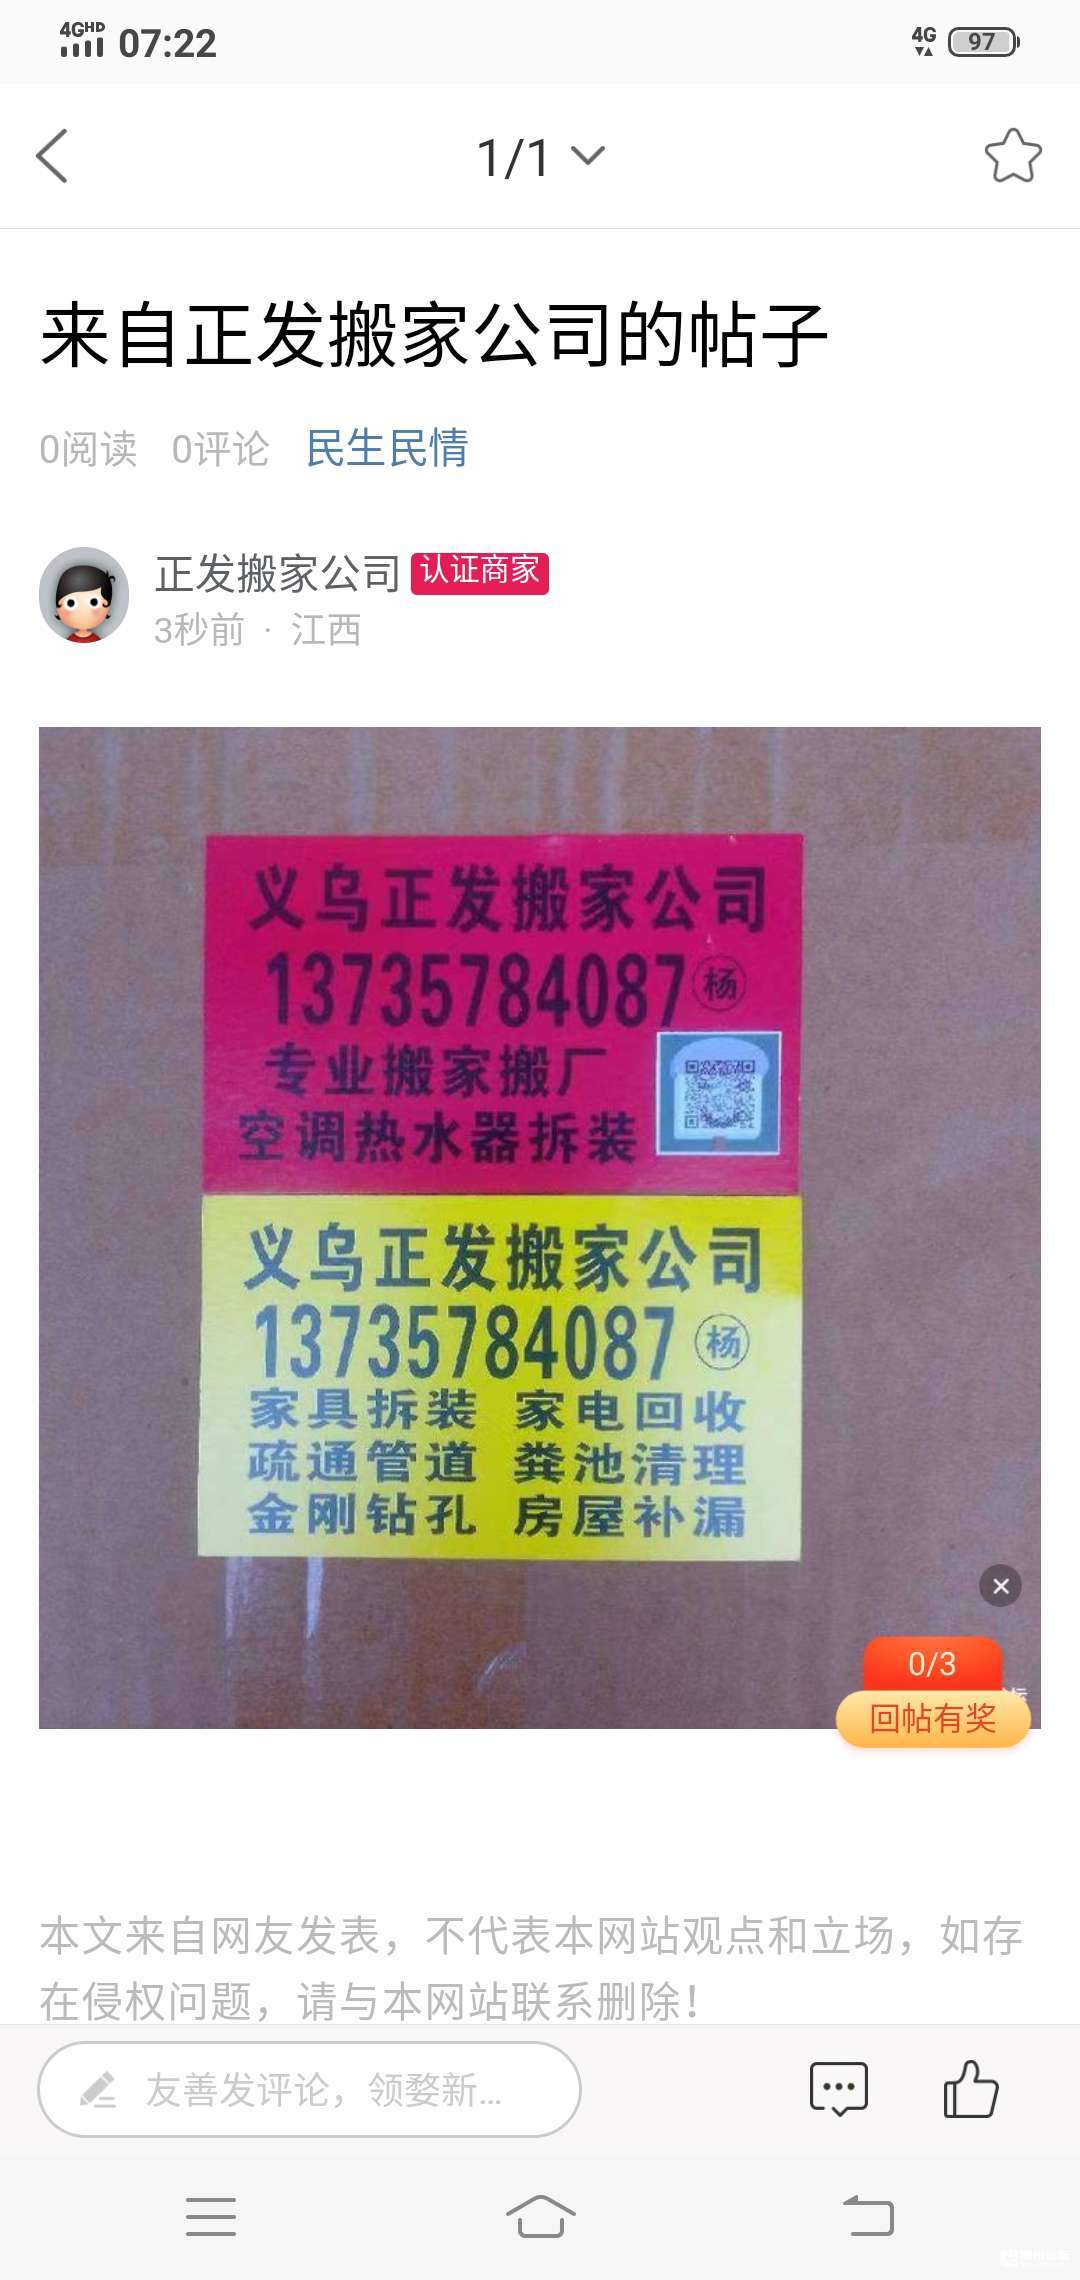 4GHD 07:22 4G 97
1/1
来自正发搬家公司的帖子
0阅读 0评论 民生民情
正发搬家公司 认证商家
3秒前 · 江西
义乌正发搬家公司
13735784087 杨
专业搬家搬厂
空调热水器拆装
义乌正发搬家公司
13735784087 杨
家具拆装 家电回收
疏通管道 粪池清理
金刚钻孔 房屋补漏
0/3
回帖有奖
本文来自网友发表，不代表本网站观点和立场，如存
在侵权问题，请与本网站联系删除！
友善发评论，领婺新...